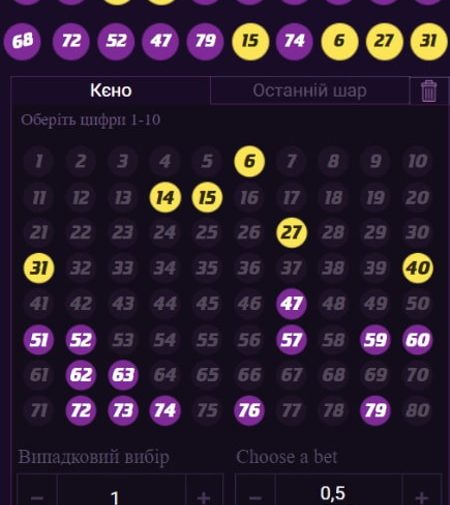 68 72 52 47 79 15 74 6 27 31
Кєно Останній шар
Оберіть цифри 1-10
1 2 3 4 5 6 7 8 9 10
11 12 13 14 15 16 17 18 19 20
21 22 23 24 25 26 27 28 29 30
31 32 33 34 35 36 37 38 39 40
41 42 43 44 45 46 47 48 49 50
51 52 53 54 55 56 57 58 59 60
61 62 63 64 65 66 67 68 69 70
71 72 73 74 75 76 77 78 79 80
Випадковий вибір Choose a bet
− 1 + − 0,5 +